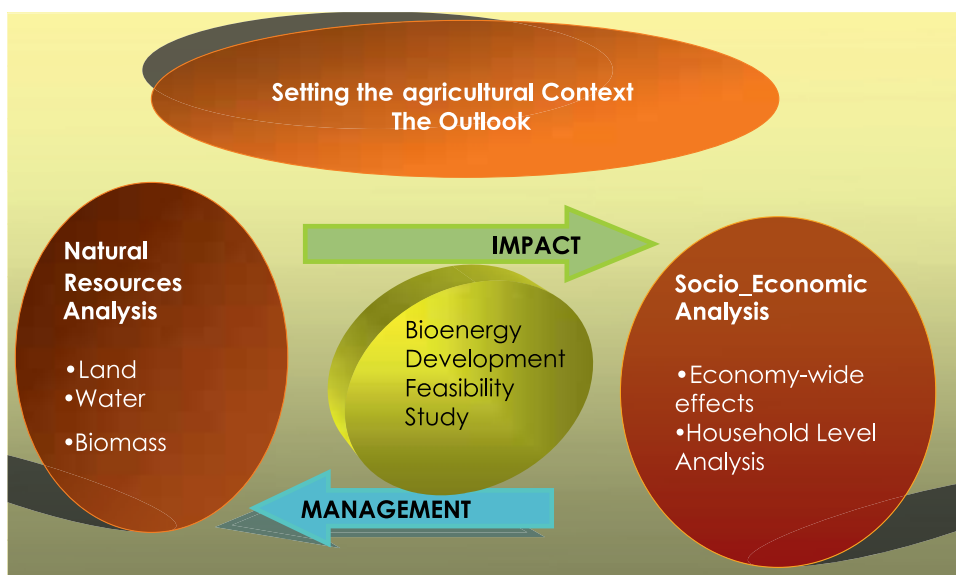 Setting the agricultural Context
The Outlook
Natural
Resources
Analysis
•Land
•Water
•Biomass
IMPACT
Bioenergy
Development
Feasibility
Study
MANAGEMENT
Socio_Economic
Analysis
•Economy-wide
effects
•Household Level
Analysis